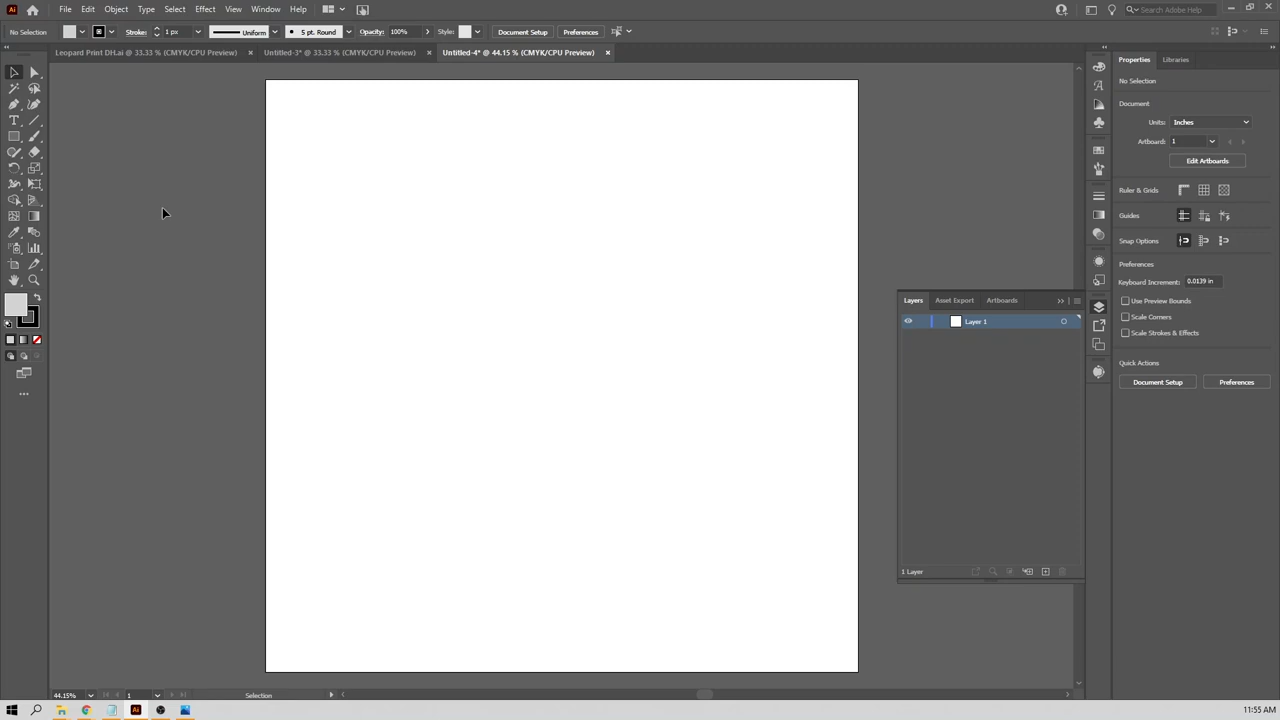 Ai File Edit Object Type Select Effect View Window Help Search Adobe Help
No Selection Stroke: 1 px Uniform 5 pt. Round Opacity: 100% Style: Document Setup Preferences
Leopard Print DH.ai @ 33.33 % (CMYK/CPU Preview) × Untitled-3* @ 33.33 % (CMYK/CPU Preview) × Untitled-4* @ 44.15 % (CMYK/CPU Preview) ×
Properties Libraries
No Selection
Document
Units: Inches
Artboard: 1
Edit Artboards
Ruler & Grids
Guides
Snap Options
Preferences
Keyboard Increment: 0.0139 in
Use Preview Bounds
Scale Corners
Scale Strokes & Effects
Quick Actions
Document Setup Preferences
Layers Asset Export Artboards
Layer 1
1 Layer
44.15% 1 Selection
Ai 11:55 AM